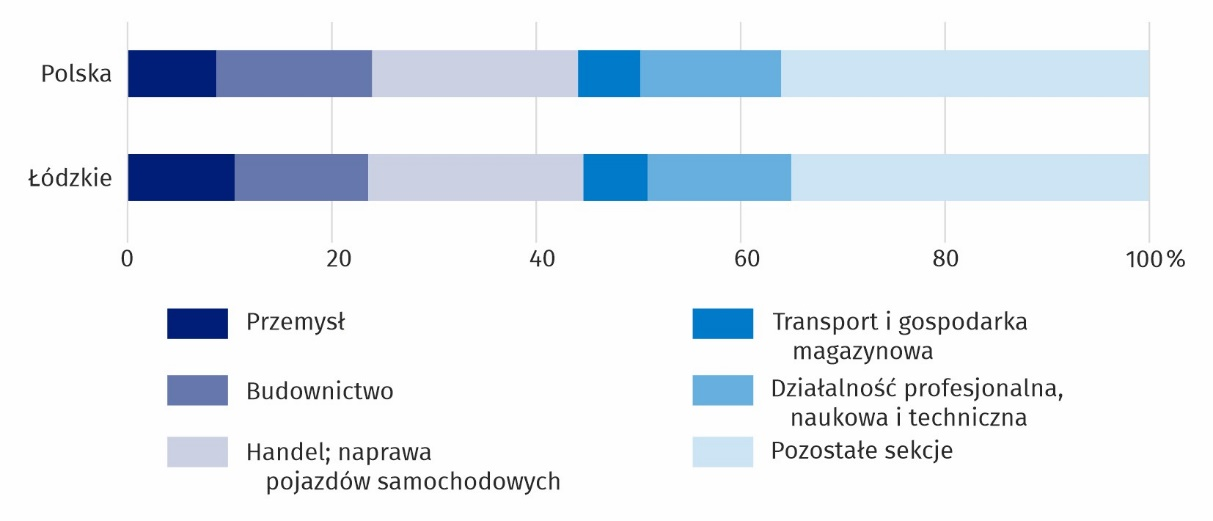 Polska
Łódzkie
0 20 40 60 80 100%
Przemysł
Budownictwo
Handel; naprawa
pojazdów samochodowych
Transport i gospodarka
magazynowa
Działalność profesjonalna,
naukowa i techniczna
Pozostałe sekcje